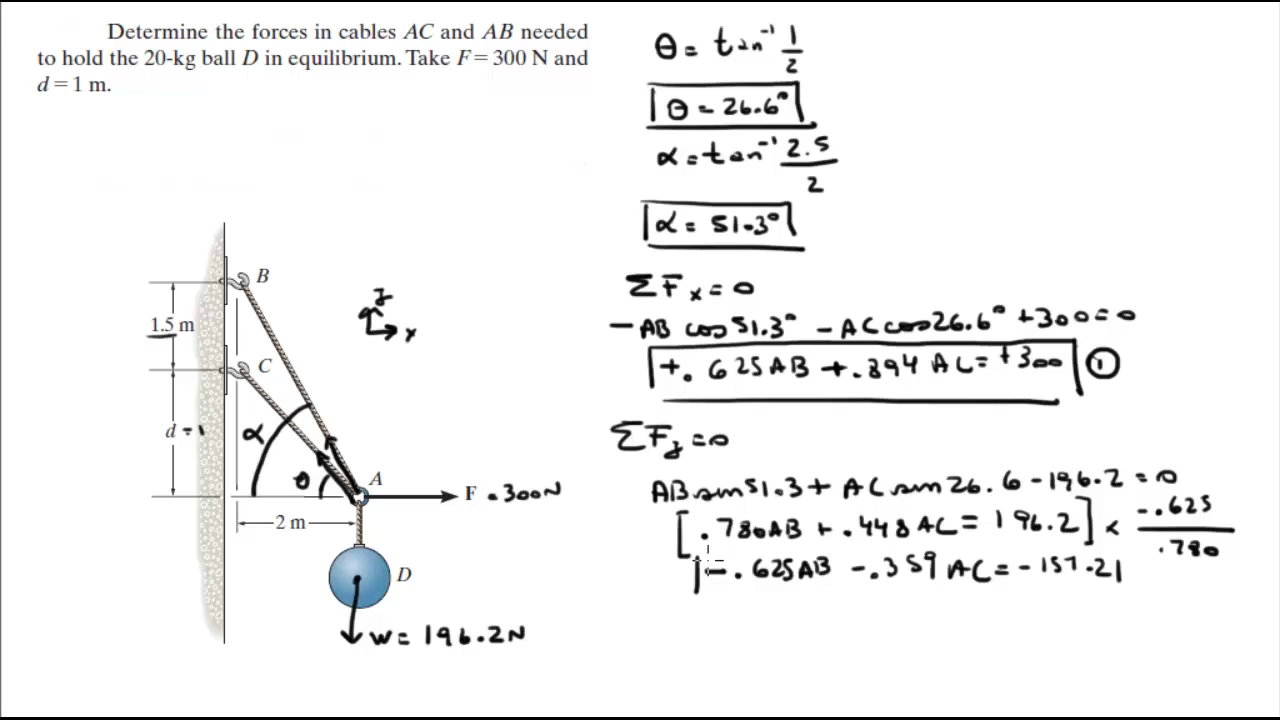 Determine the forces in cables AC and AB needed
to hold the 20-kg ball D in equilibrium. Take F = 300 N and
d = 1 m.
B
1.5 m
C
d = 1
α
θ
A
F = 300N
2 m
D
W = 196.2N
y
x
θ = tan⁻¹ 1/2
θ = 26.6°
α = tan⁻¹ 2.5/2
α = 51.3°
ΣFx = 0
- AB cos 51.3° - AC cos 26.6° + 300 = 0
+.625AB + .894 AC = +300 ①
ΣFy = 0
AB sin 51.3 + AC sin 26.6 - 196.2 = 0
[.780AB + .448 AC = 196.2] × -.625/.780
-.625AB - .359 AC = -157.21